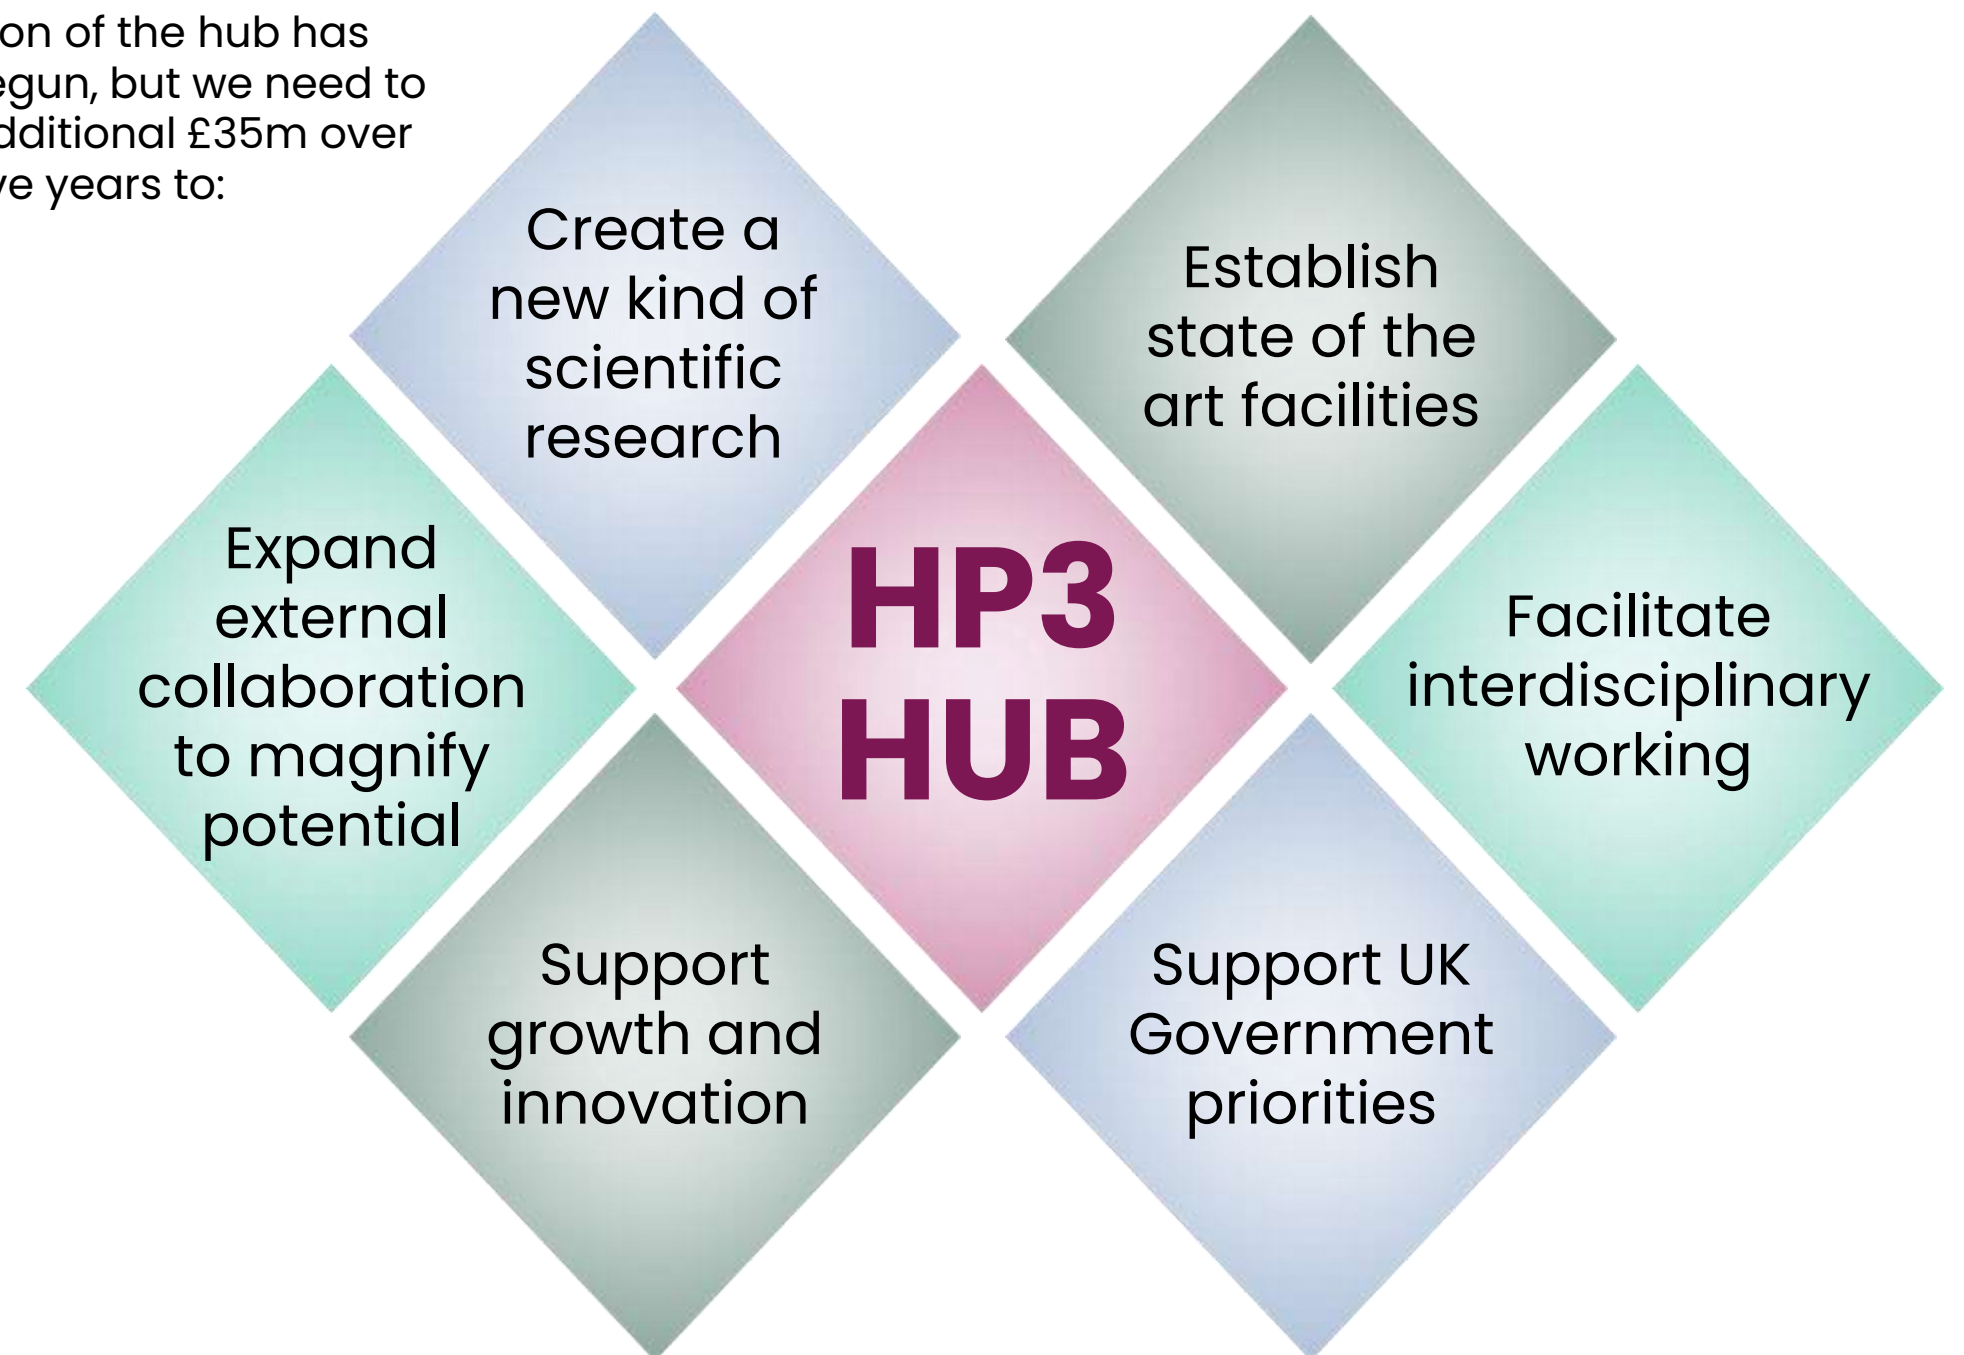 on of the hub has
egun, but we need to
dditional £35m over
ve years to:
Create a
new kind of
scientific
research
Establish
state of the
art facilities
Expand
external
collaboration
to magnify
potential
HP3
HUB
Facilitate
interdisciplinary
working
Support
growth and
innovation
Support UK
Government
priorities